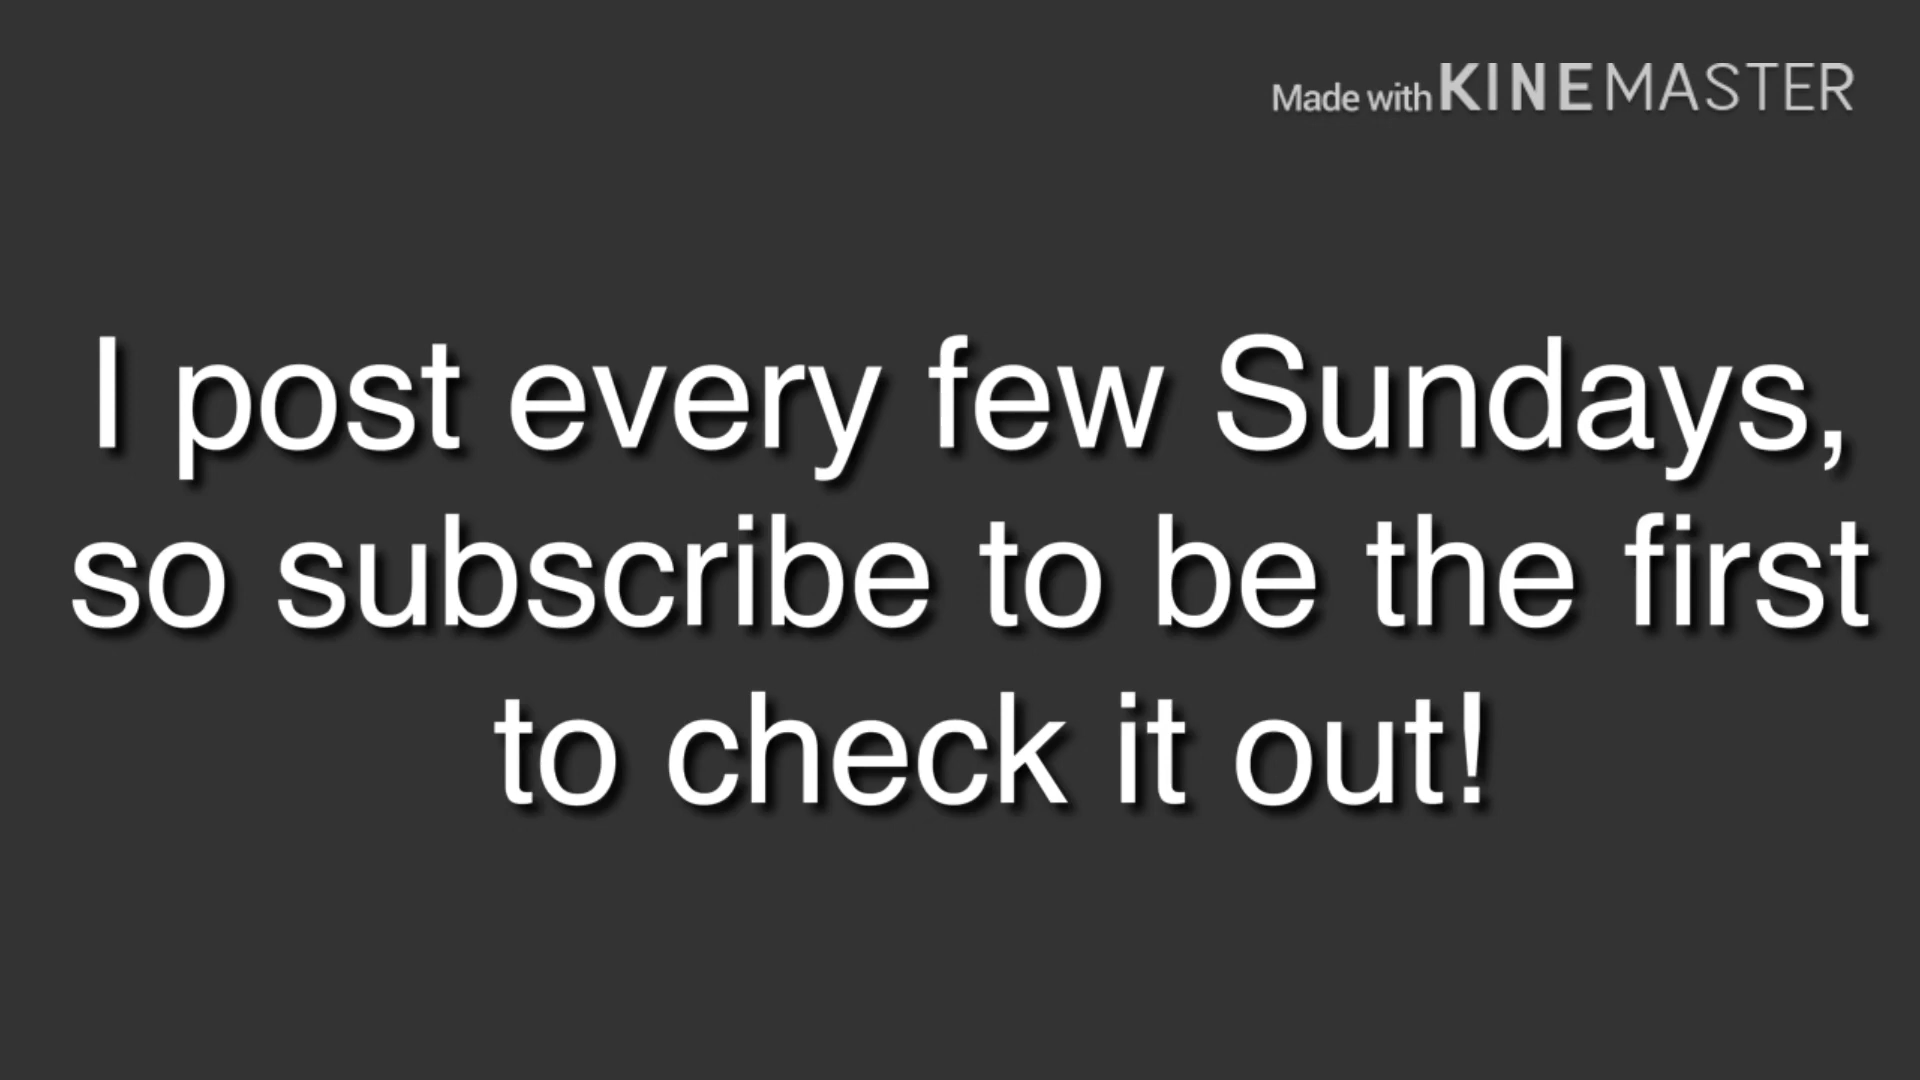 Made with KINEMASTER
I post every few Sundays,
so subscribe to be the first
to check it out!